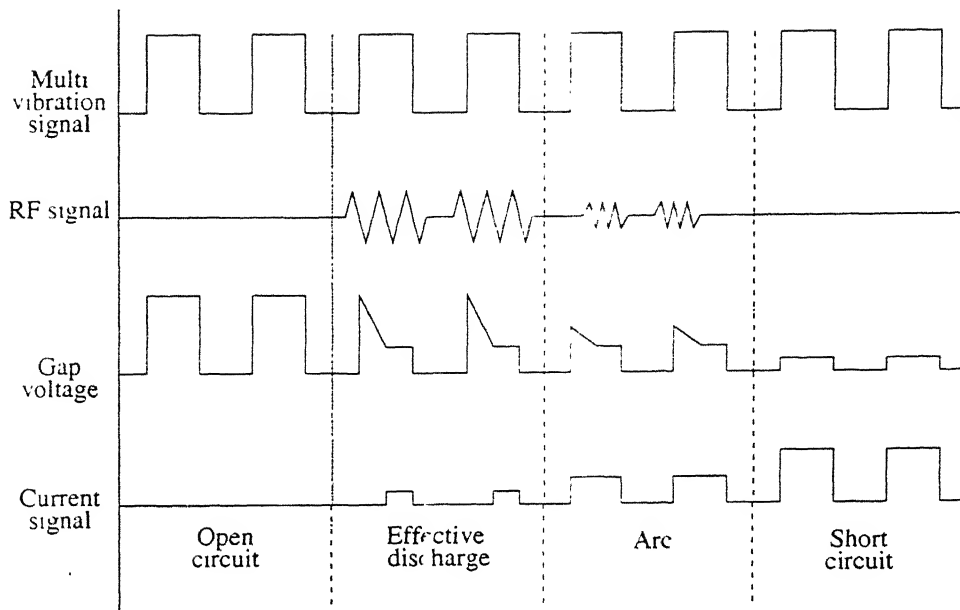 Multi
vibration
signal
RF signal
Gap
voltage
Current
signal
Open
circuit
Effective
discharge
Arc
Short
circuit